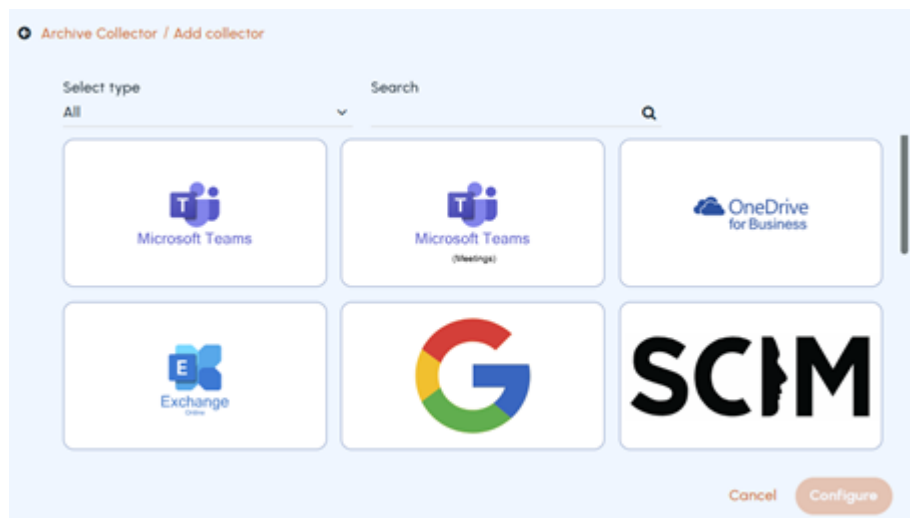 Archive Collector / Add collector
Select type
Search
All
Microsoft Teams
Microsoft Teams
(Meetings)
OneDrive
for Business
Exchange
Online
SCIM
Cancel
Configure